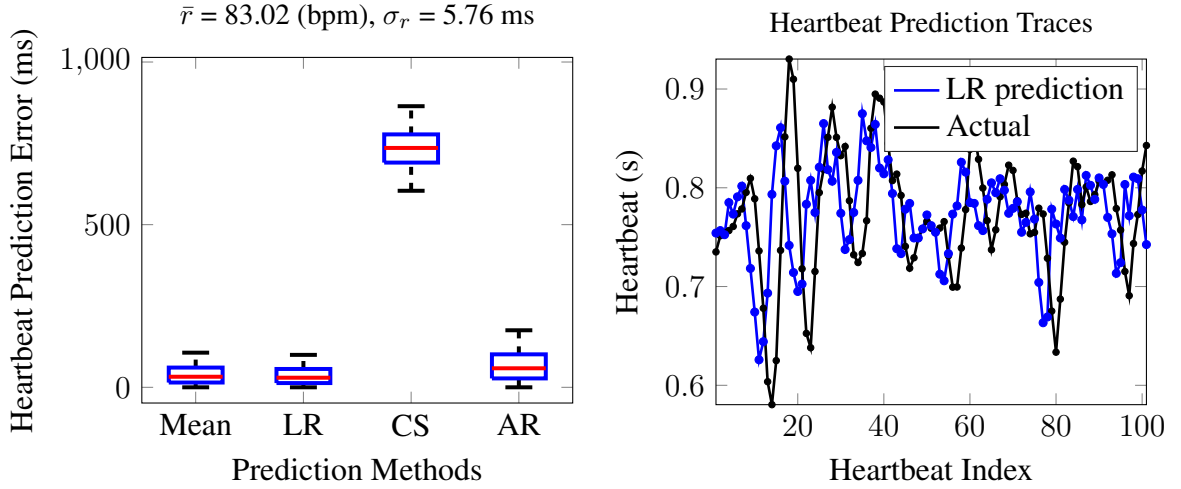 r̄ = 83.02 (bpm), σ_r = 5.76 ms
Heartbeat Prediction Error (ms)
1,000
500
0
Mean LR CS AR
Prediction Methods
Heartbeat Prediction Traces
Heartbeat (s)
0.9
0.8
0.7
0.6
LR prediction
Actual
20 40 60 80 100
Heartbeat Index